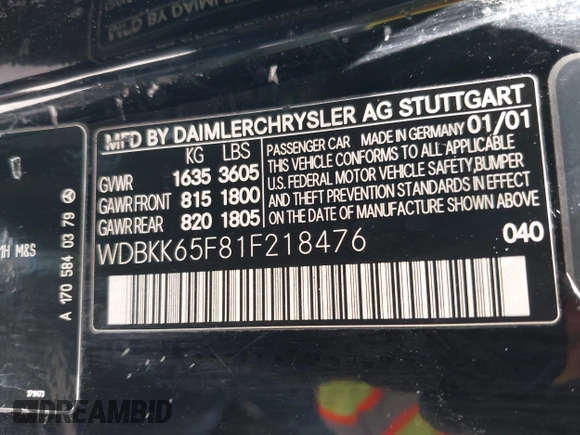 MFD BY DAIMLERCHRYSLER AG STUTTGART
KG LBS
GVWR 1635 3605
GAWR FRONT 815 1800
GAWR REAR 820 1805
PASSENGER CAR MADE IN GERMANY 01/01
THIS VEHICLE CONFORMS TO ALL APPLICABLE
U.S. FEDERAL MOTOR VEHICLE SAFETY, BUMPER
AND THEFT PREVENTION STANDARDS IN EFFECT
ON THE DATE OF MANUFACTURE SHOWN ABOVE
WDBKK65F81F218476
040
M&S
A 170 584 03 79
DREAMBID